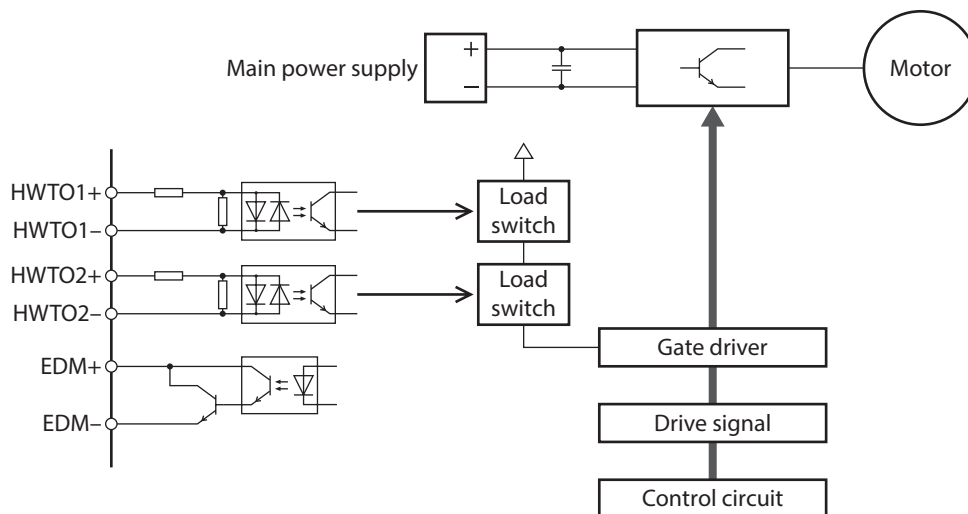 Main power supply
+
−
Motor
HWTO1+
HWTO1−
HWTO2+
HWTO2−
EDM+
EDM−
Load
switch
Load
switch
Gate driver
Drive signal
Control circuit